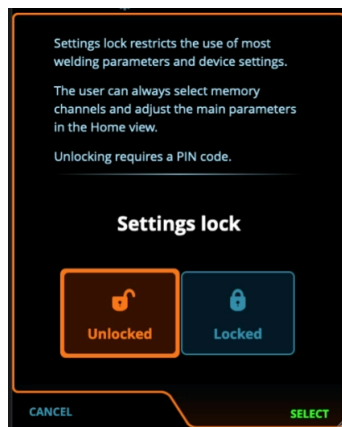 Settings lock restricts the use of most
welding parameters and device settings.
The user can always select memory
channels and adjust the main parameters
in the Home view.
Unlocking requires a PIN code.
Settings lock
Unlocked
Locked
CANCEL
SELECT